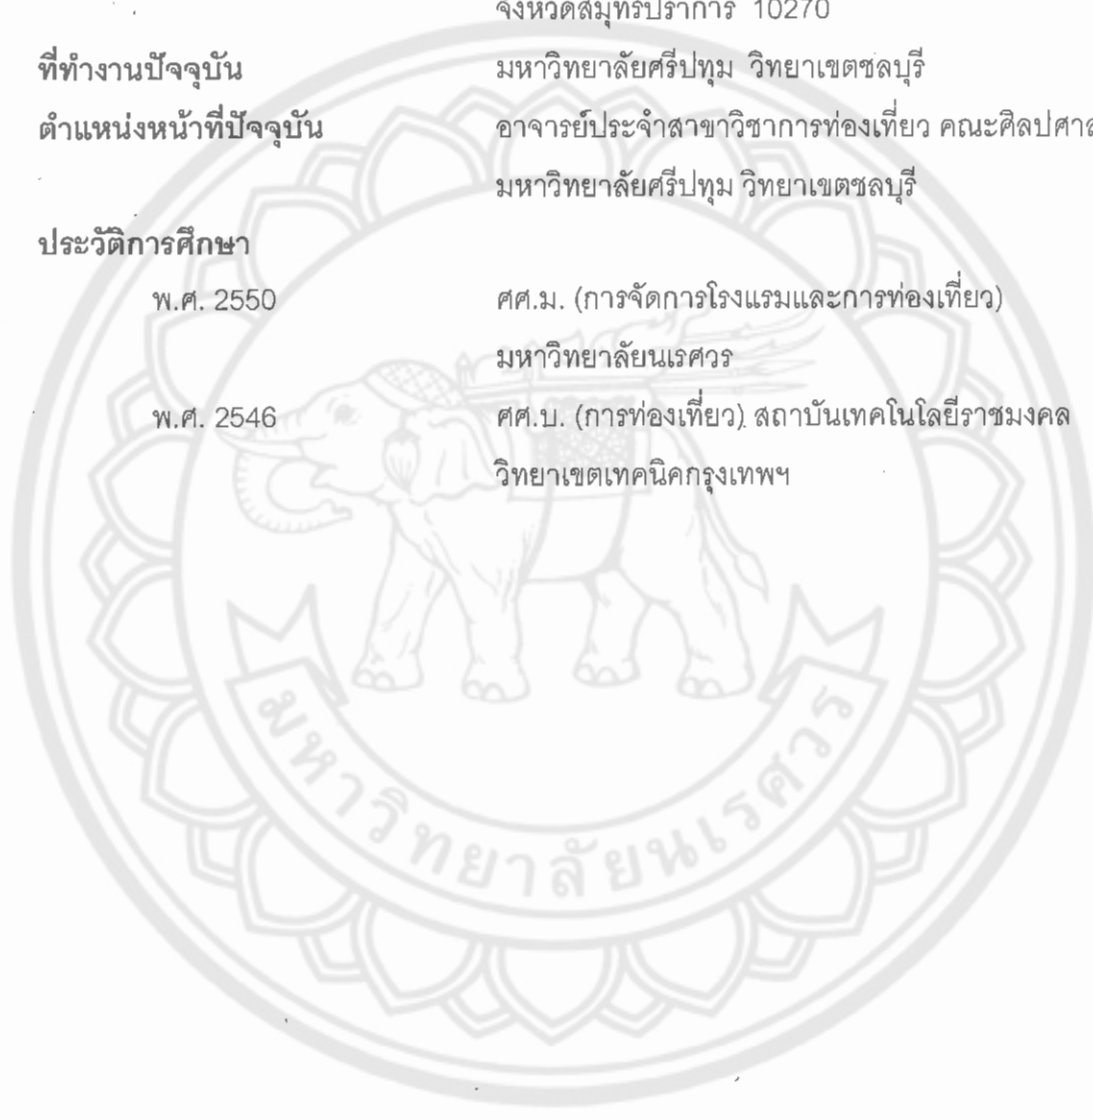 จังหวัดสมุทรปราการ 10270
ที่ทำงานปัจจุบัน มหาวิทยาลัยศรีปทุม วิทยาเขตชลบุรี
ตำแหน่งหน้าที่ปัจจุบัน อาจารย์ประจำสาขาวิชาการท่องเที่ยว
มหาวิทยาลัยศรีปทุม วิทยาเขตชลบุรี
ประวัติการศึกษา
พ.ศ. 2550 ศศ.ม. (การจัดการโรงแรมและการท่องเที่ยว)
มหาวิทยาลัยนเรศวร
พ.ศ. 2546 ศศ.บ. (การท่องเที่ยว) สถาบันเทคโนโลยีราชมงคล
วิทยาเขตเทคนิคกรุงเทพฯ
มหาวิทยาลัยนเรศวร